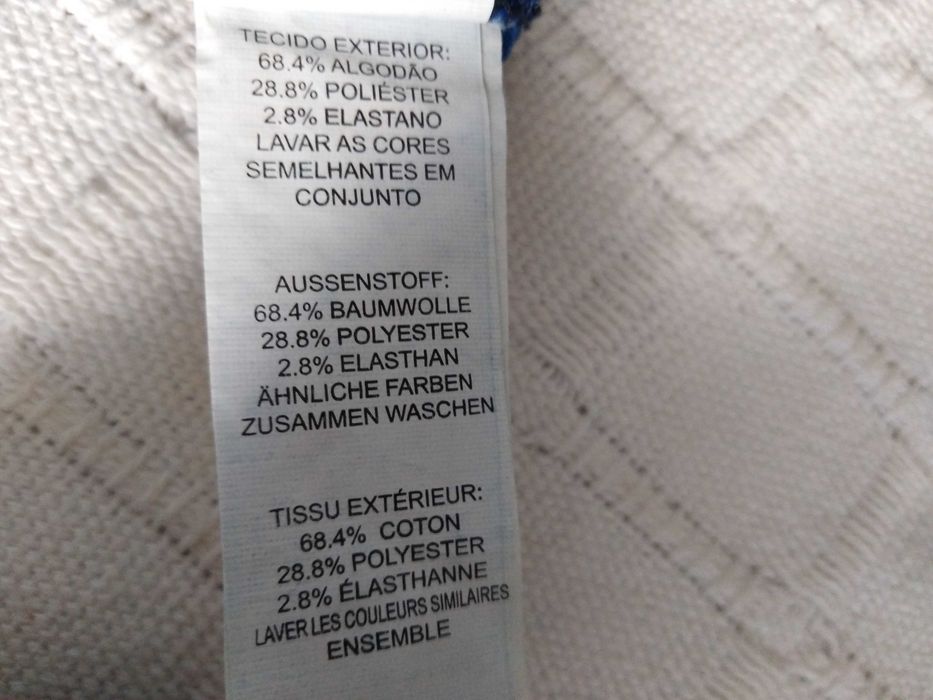 TECIDO EXTERIOR:
68.4% ALGODÃO
28.8% POLIÉSTER
2.8% ELASTANO
LAVAR AS CORES
SEMELHANTES EM
CONJUNTO
AUSSENSTOFF:
68.4% BAUMWOLLE
28.8% POLYESTER
2.8% ELASTHAN
ÄHNLICHE FARBEN
ZUSAMMEN WASCHEN
TISSU EXTÉRIEUR:
68.4% COTON
28.8% POLYESTER
2.8% ÉLASTHANNE
LAVER LES COULEURS SIMILAIRES
ENSEMBLE